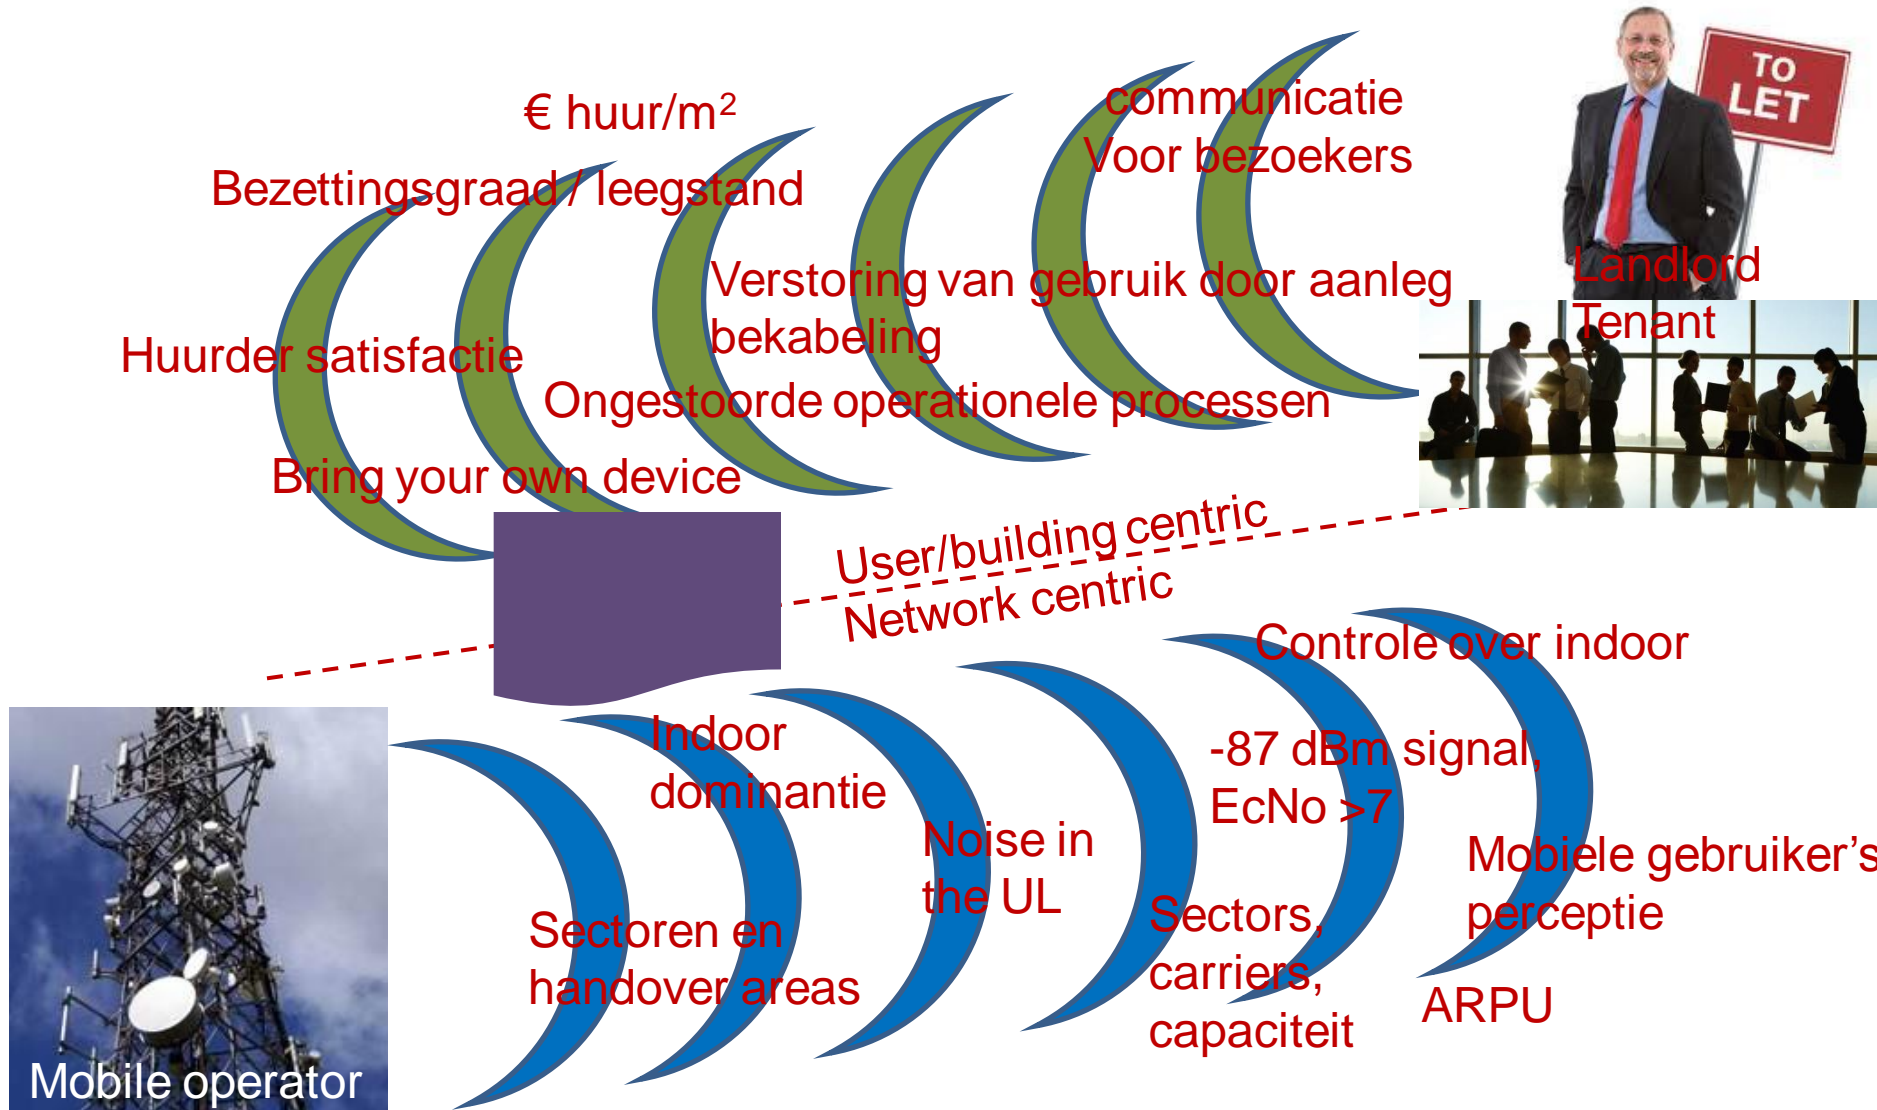 € huur/m²
communicatie
Voor bezoekers
TO
LET
Bezettingsgraad / leegstand
Landlord
Tenant
Verstoring van gebruik door aanleg
bekabeling
Huurder satisfactie
Ongestoorde operationele processen
Bring your own device
User/building centric
Network centric
Controle over indoor
Indoor
dominantie
-87 dBm signal,
EcNo >7
Noise in
the UL
Mobiele gebruiker’s
perceptie
Sectoren en
handover areas
Sectors,
carriers,
capaciteit
ARPU
Mobile operator